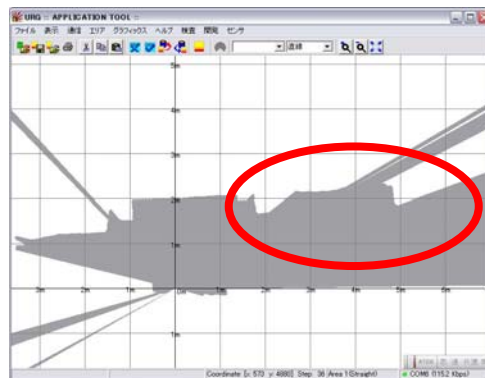 URG :: APPLICATION TOOL ::
ファイル 表示 通信 エリア グラフィックス ヘルプ 検査 開発 センサ
直線
5m
4m
3m
2m
1m
3m 2m 1m 0m 1m 2m 3m 4m 5m 6m
1m
Coordinate [x: 573 y: 4880] Step: 36 Area 1(Straight) COM6 (115.2 Kbps)